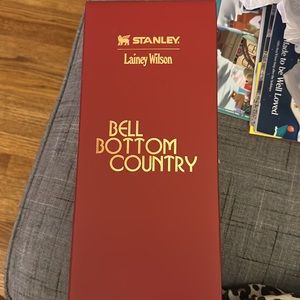 STANLEY
Lainey Wilson
BELL
BOTTOM
COUNTRY
Made to be Well Loved